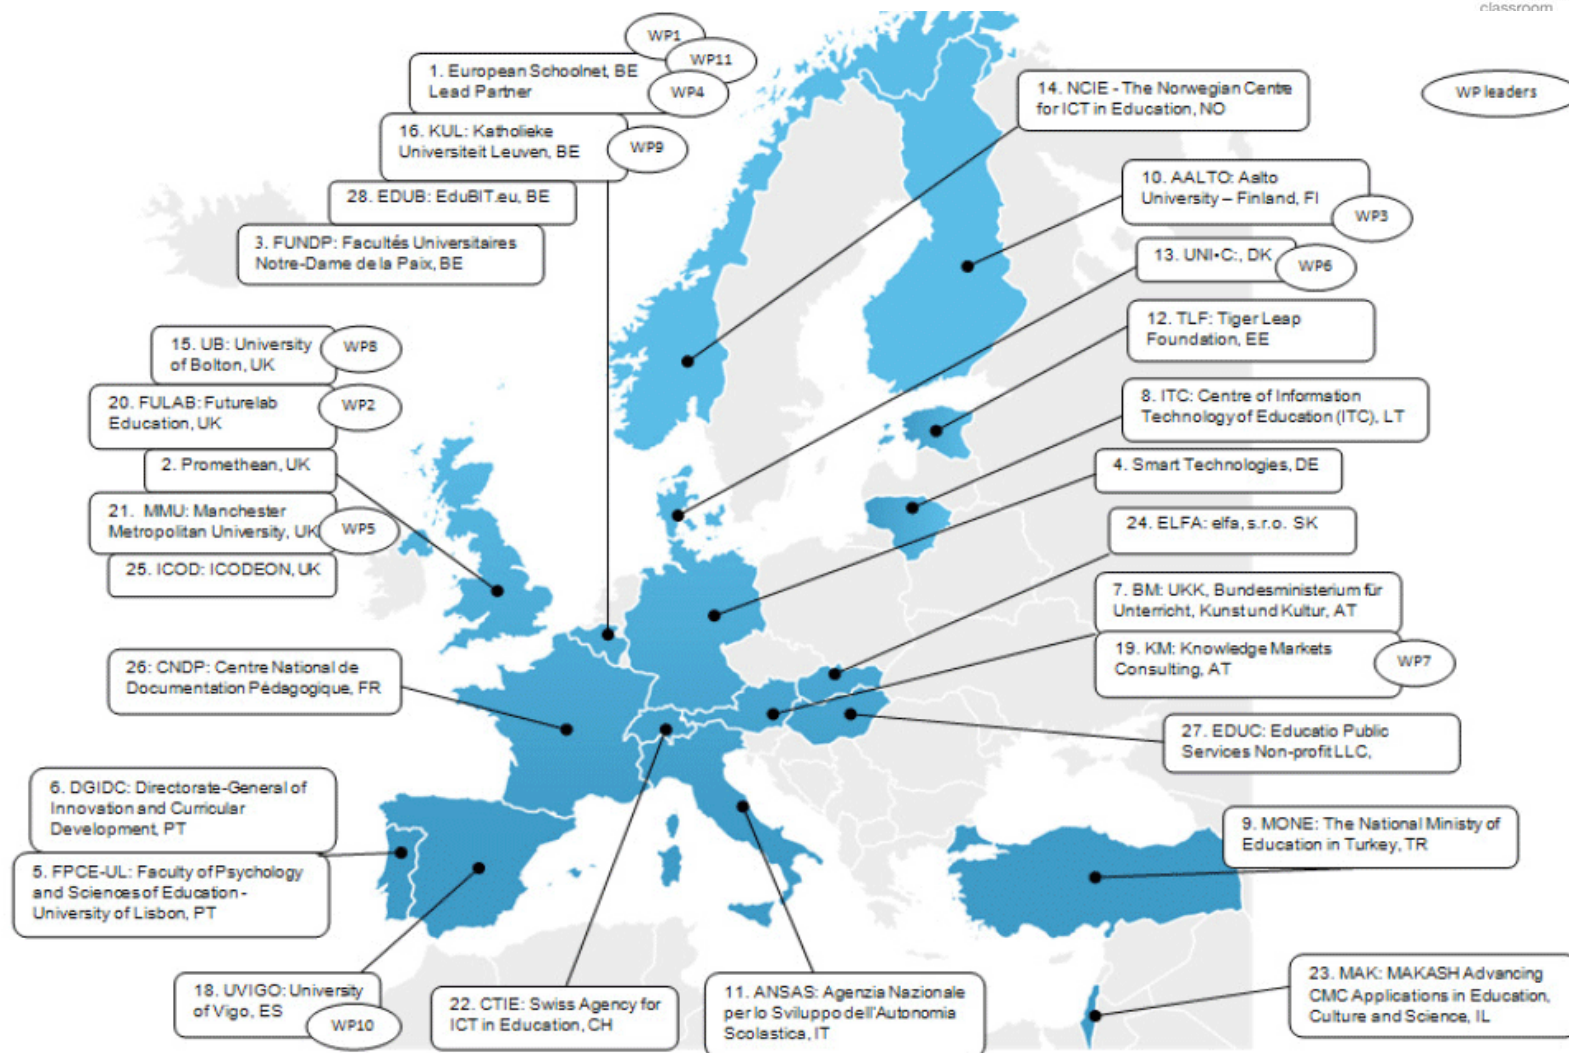 classroom
WP1
WP11
1. European Schoolnet, BE
Lead Partner
WP4
16. KUL: Katholieke
Universiteit Leuven, BE
WP9
28. EDUB: EduBIT.eu, BE
3. FUNDP: Facultés Universitaires
Notre-Dame de la Paix, BE
14. NCIE - The Norwegian Centre
for ICT in Education, NO
WP leaders
10. AALTO: Aalto
University – Finland, FI
WP3
13. UNI•C:, DK
WP6
12. TLF: Tiger Leap
Foundation, EE
15. UB: University
of Bolton, UK
WP8
20. FULAB: Futurelab
Education, UK
WP2
2. Promethean, UK
21. MMU: Manchester
Metropolitan University, UK
WP5
25. ICOD: ICODEON, UK
8. ITC: Centre of Information
Technology of Education (ITC), LT
4. Smart Technologies, DE
24. ELFA: elfa, s.r.o. SK
7. BM: UKK, Bundesministerium für
Unterricht, Kunst und Kultur, AT
19. KM: Knowledge Markets
Consulting, AT
WP7
26: CNDP: Centre National de
Documentation Pédagogique, FR
27. EDUC: Educatio Public
Services Non-profit LLC,
6. DGIDC: Directorate-General of
Innovation and Curricular
Development, PT
5. FPCE-UL: Faculty of Psychology
and Sciences of Education -
University of Lisbon, PT
9. MONE: The National Ministry of
Education in Turkey, TR
18. UVIGO: University
of Vigo, ES
WP10
22. CTIE: Swiss Agency for
ICT in Education, CH
11. ANSAS: Agenzia Nazionale
per lo Sviluppo dell'Autonomia
Scolastica, IT
23. MAK: MAKASH Advancing
CMC Applications in Education,
Culture and Science, IL